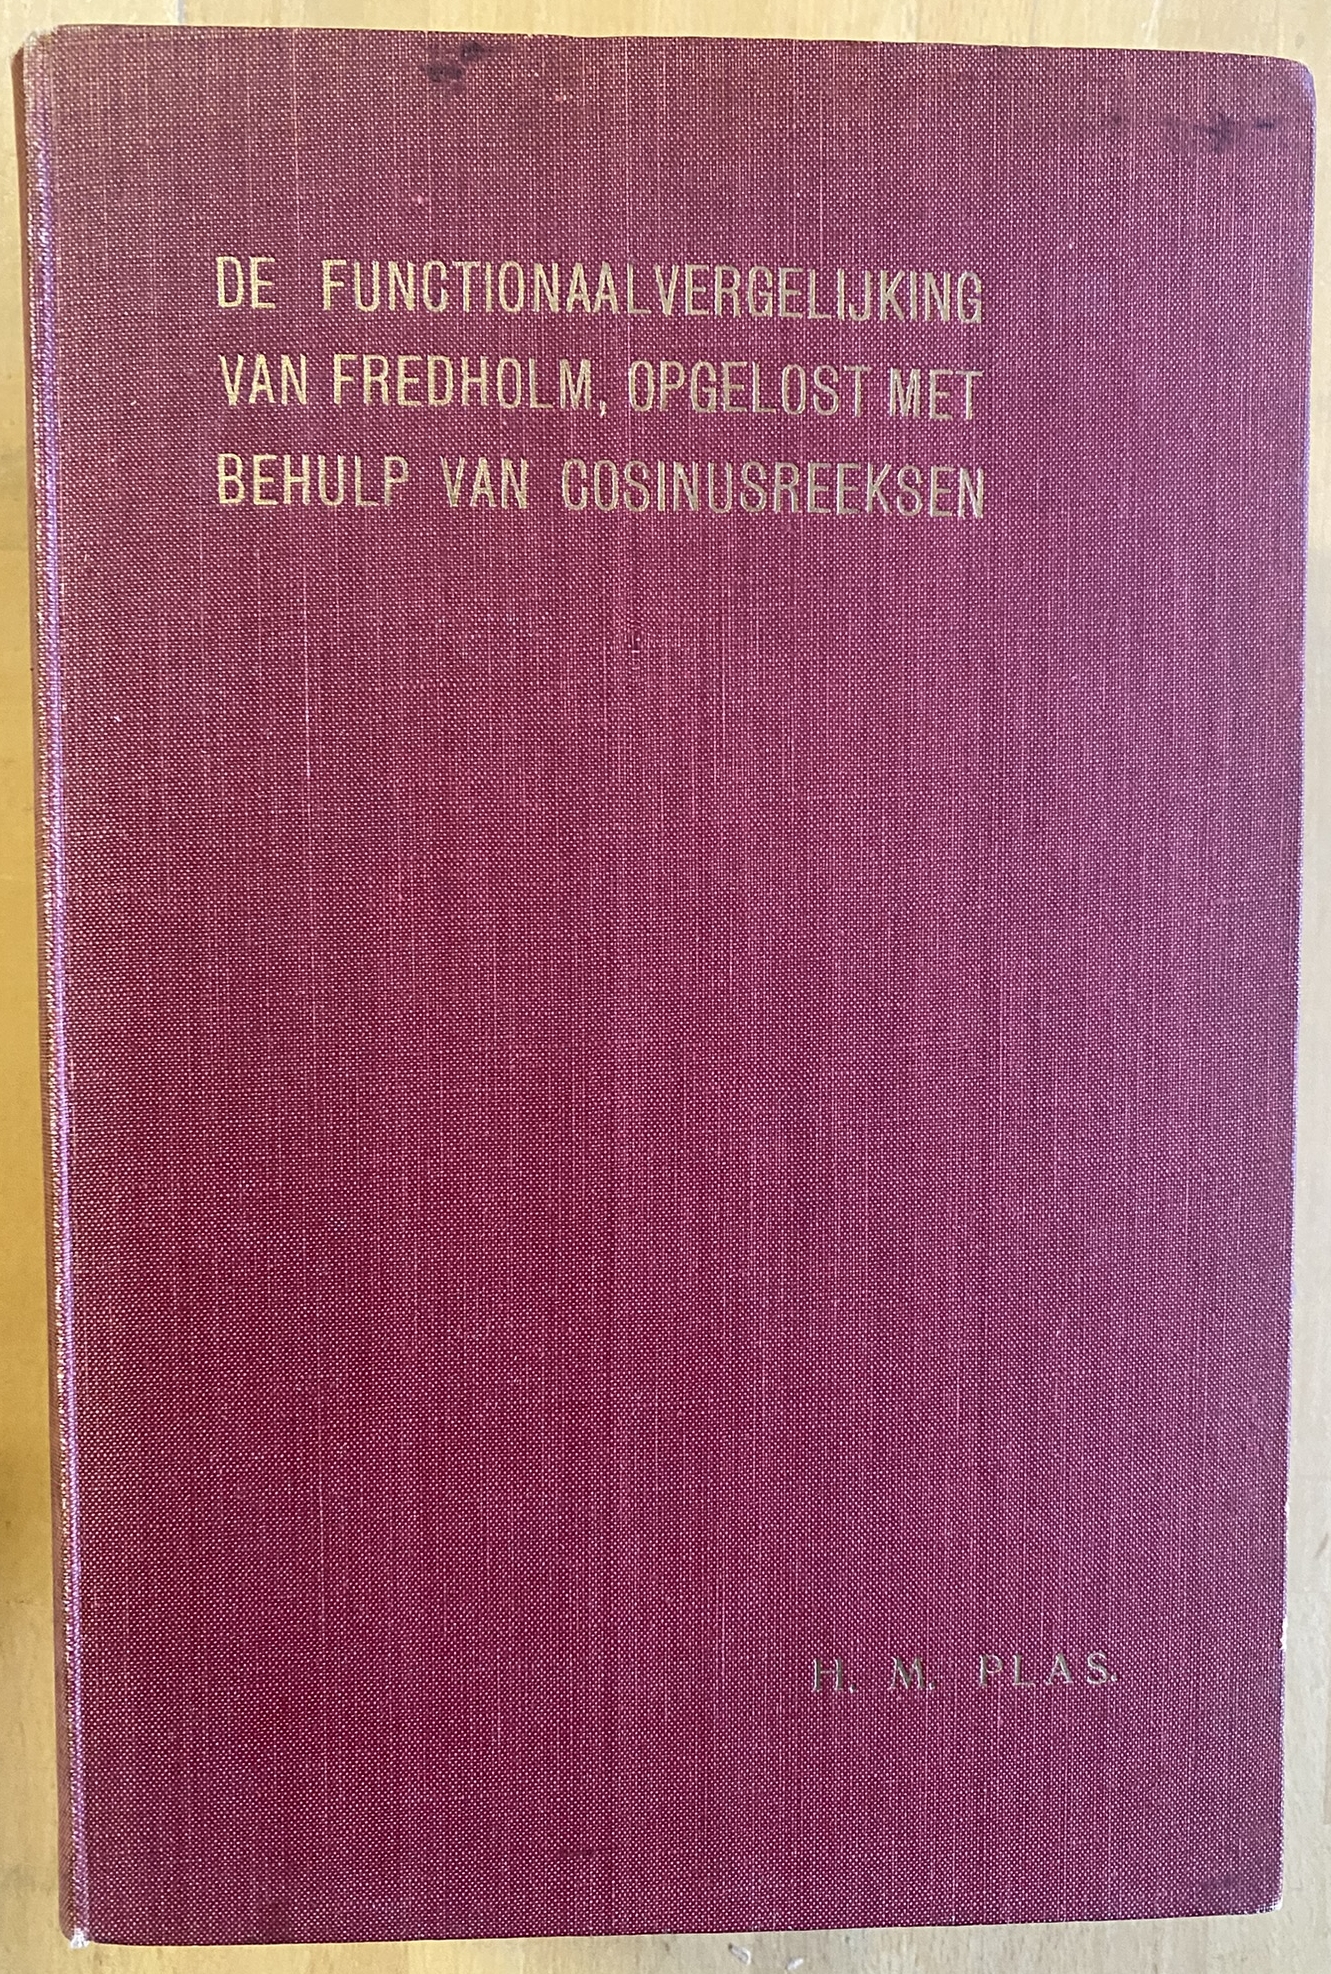 DE FUNCTIONAALVERGELIJKING
VAN FREDHOLM, OPGELOST MET
BEHULP VAN COSINUSREEKSEN
H. M. PLAS.